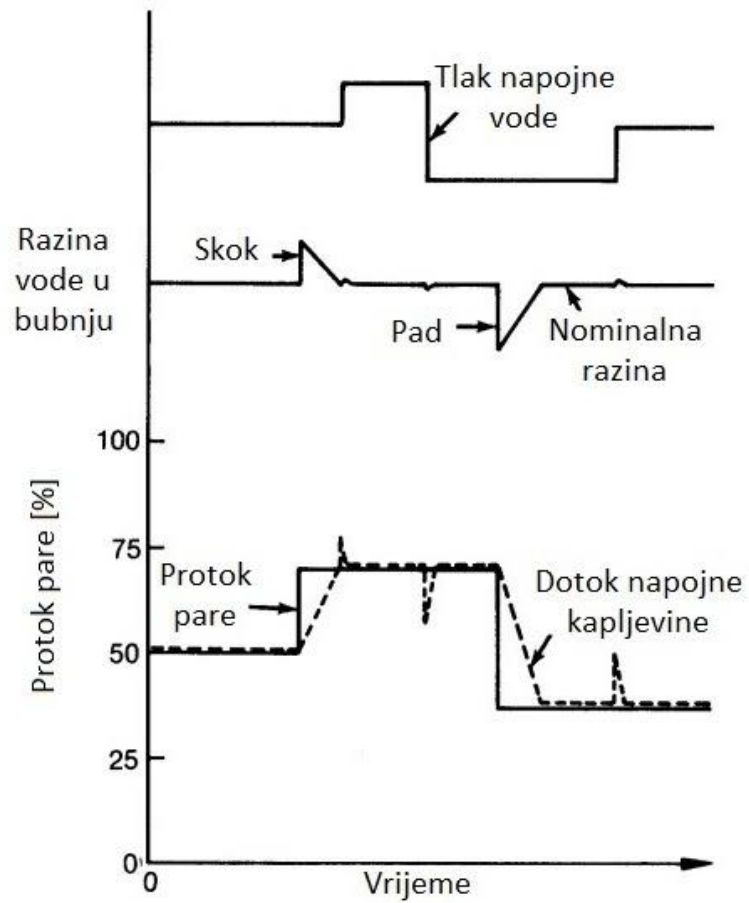 Tlak napojne
vode
Razina
vode u
bubnju
Skok
Pad
Nominalna
razina
Protok pare [%]
100
75
50
25
0
Protok
pare
Dotok napojne
kapljevine
0
Vrijeme